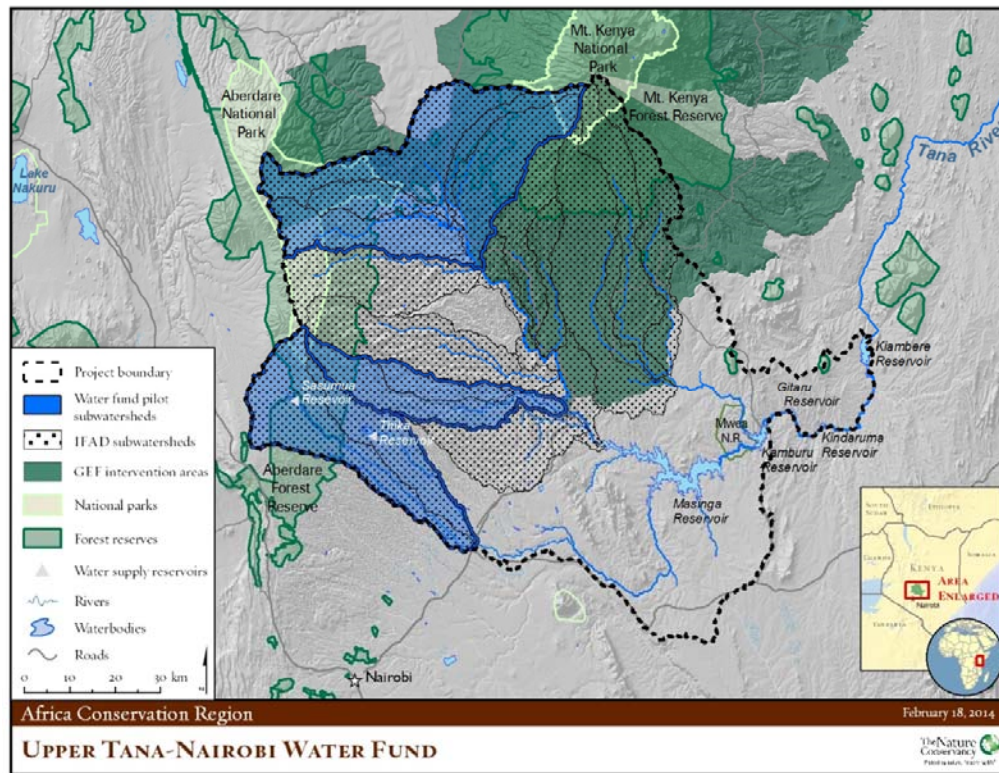 Mt. Kenya
National
Park
Aberdare
National
Park
Mt. Kenya
Forest Reserve
Tana River
Lake
Nakuru
Kiambere
Reservoir
Gitaru
Reservoir
Sasumua
Resevoir
Thika
Reservoir
Mwea
N.R.
Kamburu
Reservoir
Kindaruma
Reservoir
Aberdare
Forest
Reserve
Masinga
Reservoir
Nairobi
Project boundary
Water fund pilot
subwatersheds
IFAD subwatersheds
GEF intervention areas
National parks
Forest reserves
Water supply reservoirs
Rivers
Waterbodies
Roads
0 10 20 30 km
ETHIOPIA
KENYA
Nairobi
AREA
ENLARGED
Africa Conservation Region
February 18, 2014
UPPER TANA-NAIROBI WATER FUND
The Nature
Conservancy